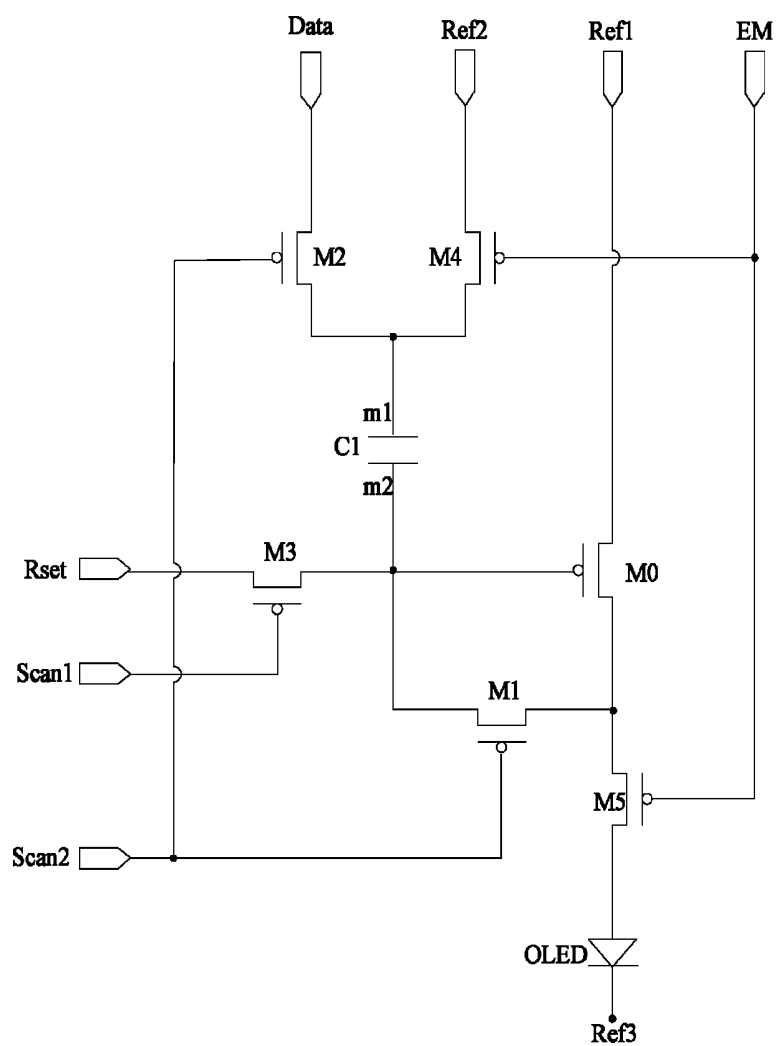 Data
Ref2
Ref1
EM
M2
M4
m1
C1
m2
M3
Rset
M0
Scan1
M1
M5
Scan2
OLED
Ref3